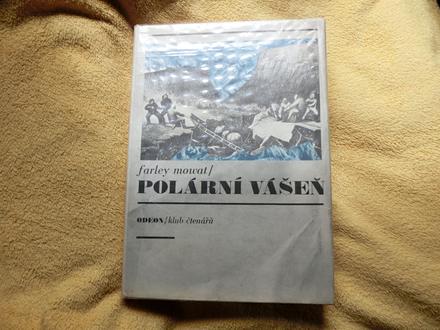 farley mowat/
POLÁRNÍ VÁŠEŇ
ODEON/klub čtenářů